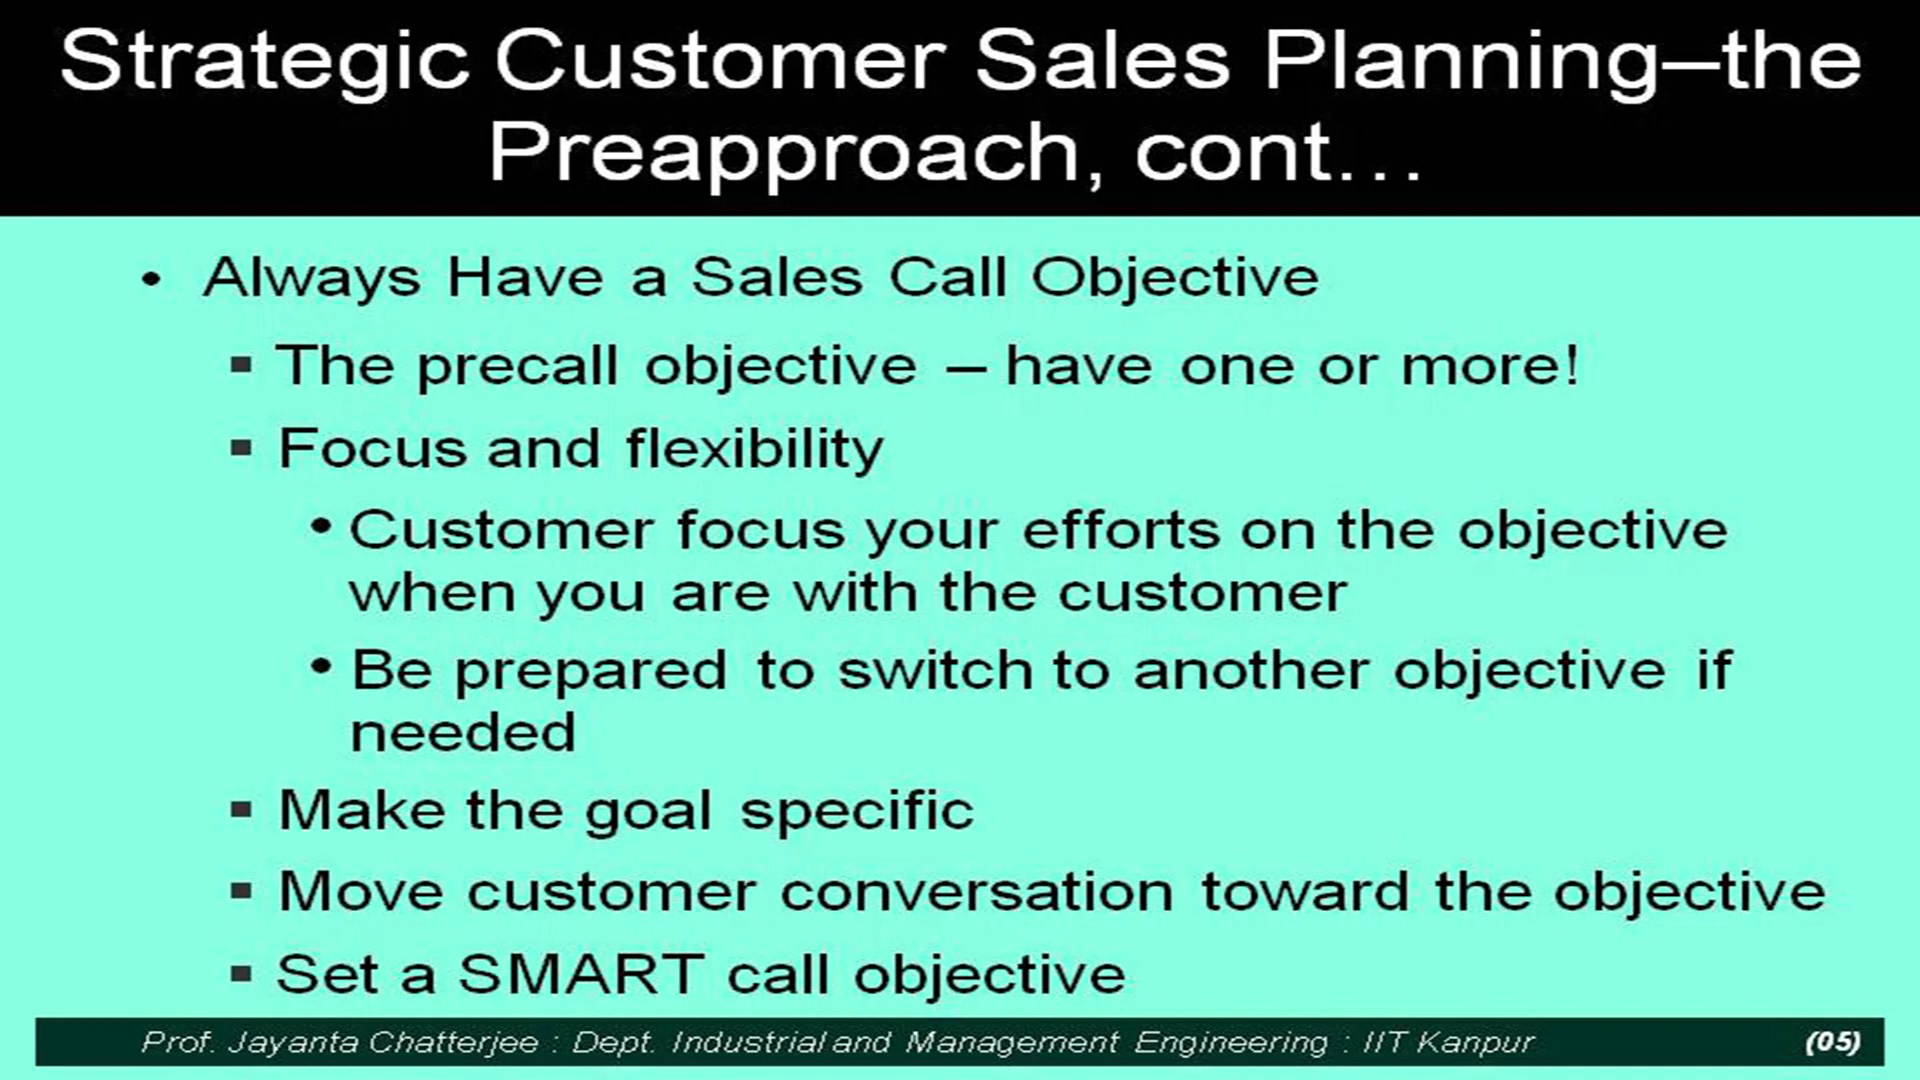 Strategic Customer Sales Planning–the
Preapproach, cont…
• Always Have a Sales Call Objective
▪ The precall objective – have one or more!
▪ Focus and flexibility
• Customer focus your efforts on the objective
when you are with the customer
• Be prepared to switch to another objective if
needed
▪ Make the goal specific
▪ Move customer conversation toward the objective
▪ Set a SMART call objective
Prof. Jayanta Chatterjee : Dept. Industrial and Management Engineering : IIT Kanpur (05)